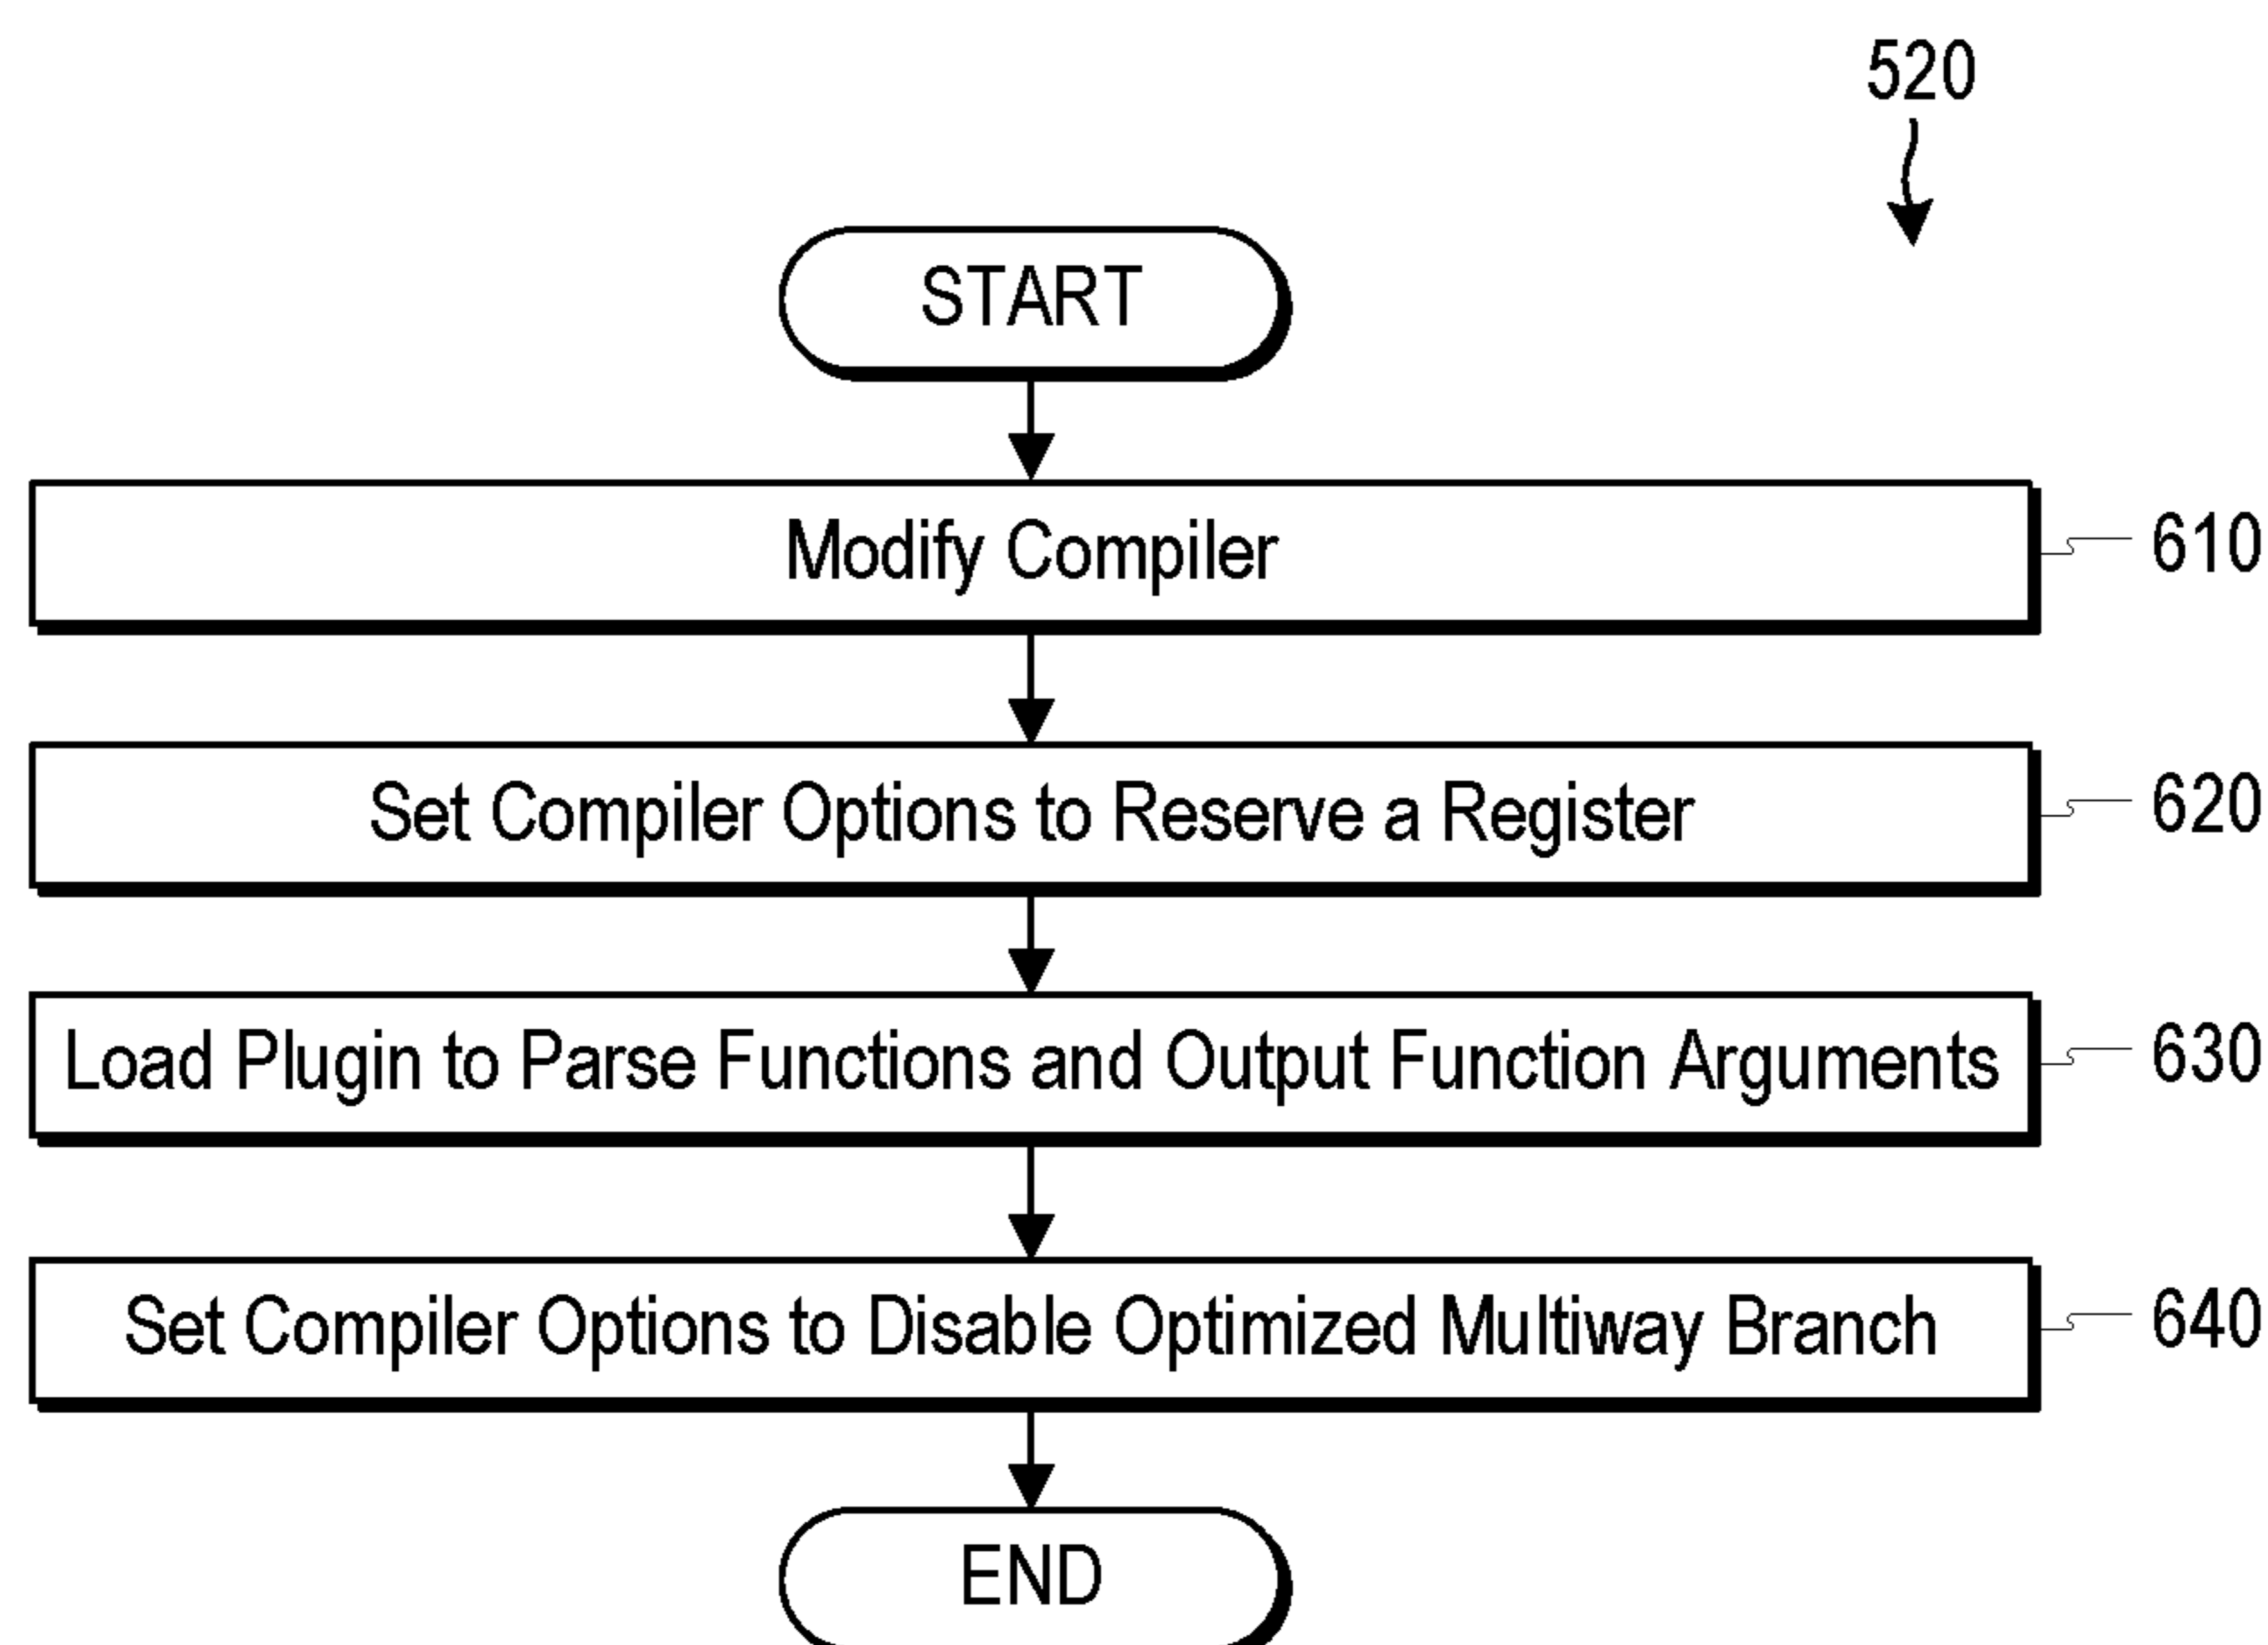 520
START
Modify Compiler
610
Set Compiler Options to Reserve a Register
620
Load Plugin to Parse Functions and Output Function Arguments
630
Set Compiler Options to Disable Optimized Multiway Branch
640
END